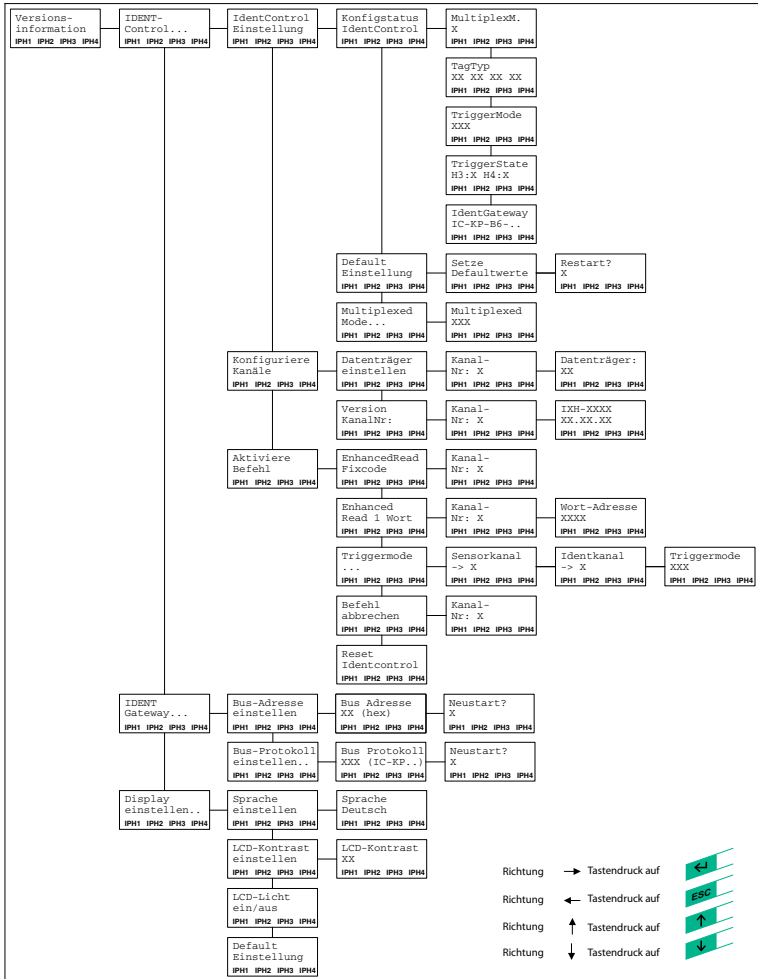 Versions-
information
IPH1 IPH2 IPH3 IPH4
IDENT-
Control...
IPH1 IPH2 IPH3 IPH4
IdentControl
Einstellung
IPH1 IPH2 IPH3 IPH4
Konfigstatus
IdentControl
IPH1 IPH2 IPH3 IPH4
MultiplexM.
X
IPH1 IPH2 IPH3 IPH4
TagTyp
XX XX XX XX
IPH1 IPH2 IPH3 IPH4
TriggerMode
XXX
IPH1 IPH2 IPH3 IPH4
TriggerState
H3:X H4:X
IPH1 IPH2 IPH3 IPH4
IdentGateway
IC-KP-B6-..
IPH1 IPH2 IPH3 IPH4
Default
Einstellung
IPH1 IPH2 IPH3 IPH4
Setze
Defaultwerte
IPH1 IPH2 IPH3 IPH4
Restart?
X
IPH1 IPH2 IPH3 IPH4
Multiplexed
Mode...
IPH1 IPH2 IPH3 IPH4
Multiplexed
XXX
IPH1 IPH2 IPH3 IPH4
Konfiguriere
Kanäle
IPH1 IPH2 IPH3 IPH4
Datenträger
einstellen
IPH1 IPH2 IPH3 IPH4
Kanal-
Nr: X
IPH1 IPH2 IPH3 IPH4
Datenträger:
XX
IPH1 IPH2 IPH3 IPH4
Version
KanalNr:
IPH1 IPH2 IPH3 IPH4
Kanal-
Nr: X
IPH1 IPH2 IPH3 IPH4
IXH-XXXX
XX.XX.XX
IPH1 IPH2 IPH3 IPH4
Aktiviere
Befehl
IPH1 IPH2 IPH3 IPH4
EnhancedRead
Fixcode
IPH1 IPH2 IPH3 IPH4
Kanal-
Nr: X
IPH1 IPH2 IPH3 IPH4
Enhanced
Read 1 Wort
IPH1 IPH2 IPH3 IPH4
Kanal-
Nr: X
IPH1 IPH2 IPH3 IPH4
Wort-Adresse
XXXX
IPH1 IPH2 IPH3 IPH4
Triggermode
...
IPH1 IPH2 IPH3 IPH4
Sensorkanal
-> X
IPH1 IPH2 IPH3 IPH4
Identkanal
-> X
IPH1 IPH2 IPH3 IPH4
Triggermode
XXX
IPH1 IPH2 IPH3 IPH4
Befehl
abbrechen
IPH1 IPH2 IPH3 IPH4
Kanal-
Nr: X
IPH1 IPH2 IPH3 IPH4
Reset
Identcontrol
IPH1 IPH2 IPH3 IPH4
IDENT
Gateway...
IPH1 IPH2 IPH3 IPH4
Bus-Adresse
einstellen
IPH1 IPH2 IPH3 IPH4
Bus Adresse
XX (hex)
IPH1 IPH2 IPH3 IPH4
Neustart?
X
IPH1 IPH2 IPH3 IPH4
Bus-Protokoll
einstellen..
IPH1 IPH2 IPH3 IPH4
Bus Protokoll
XXX (IC-KP..)
IPH1 IPH2 IPH3 IPH4
Neustart?
X
IPH1 IPH2 IPH3 IPH4
Display
einstellen..
IPH1 IPH2 IPH3 IPH4
Sprache
einstellen
IPH1 IPH2 IPH3 IPH4
Sprache
Deutsch
IPH1 IPH2 IPH3 IPH4
LCD-Kontrast
einstellen
IPH1 IPH2 IPH3 IPH4
LCD-Kontrast
XX
IPH1 IPH2 IPH3 IPH4
LCD-Licht
ein/aus
IPH1 IPH2 IPH3 IPH4
Default
Einstellung
IPH1 IPH2 IPH3 IPH4
Richtung → Tastendruck auf ↵
Richtung ← Tastendruck auf ESC
Richtung ↑ Tastendruck auf ↑
Richtung ↓ Tastendruck auf ↓